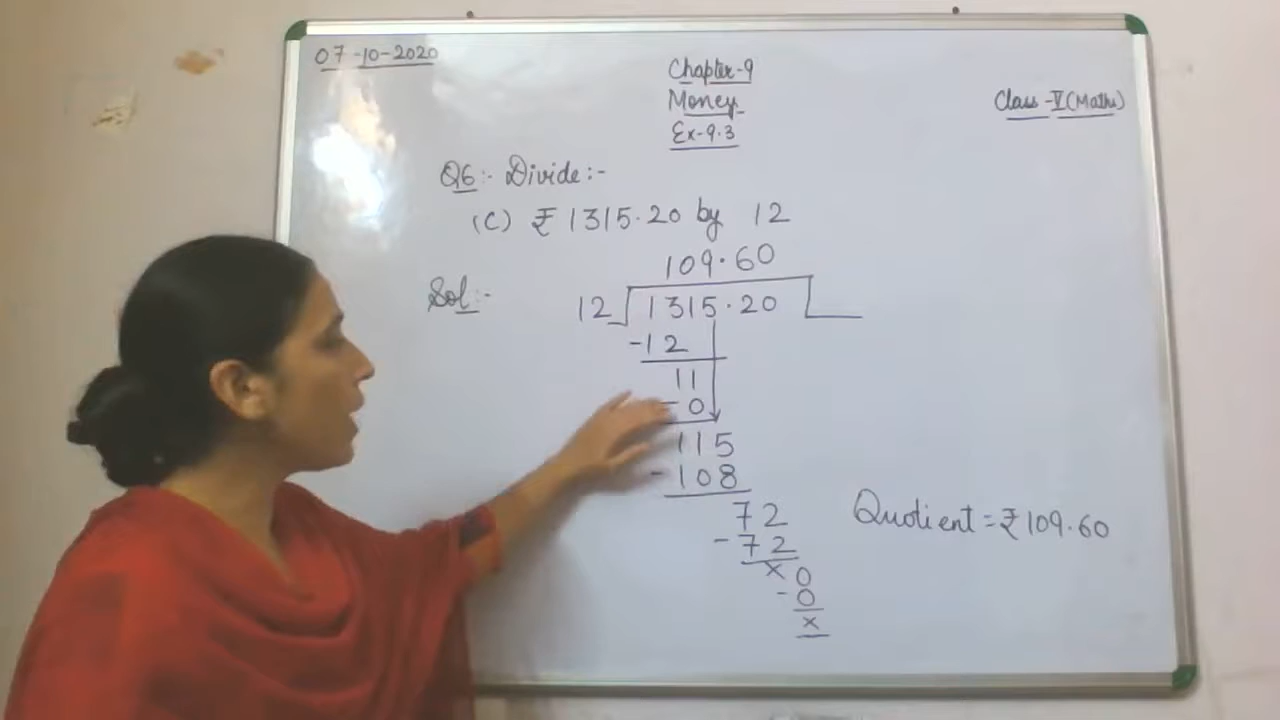 07-10-2020
Chapter-9
Money
Ex-9.3
Class-V(Maths)
Q6:- Divide:-
(C) ₹1315.20 by 12
Sol:-
109.60
12 1315.20
-12
11
-0
115
-108
72
-72
x0
-0
x
Quotient=₹109.60